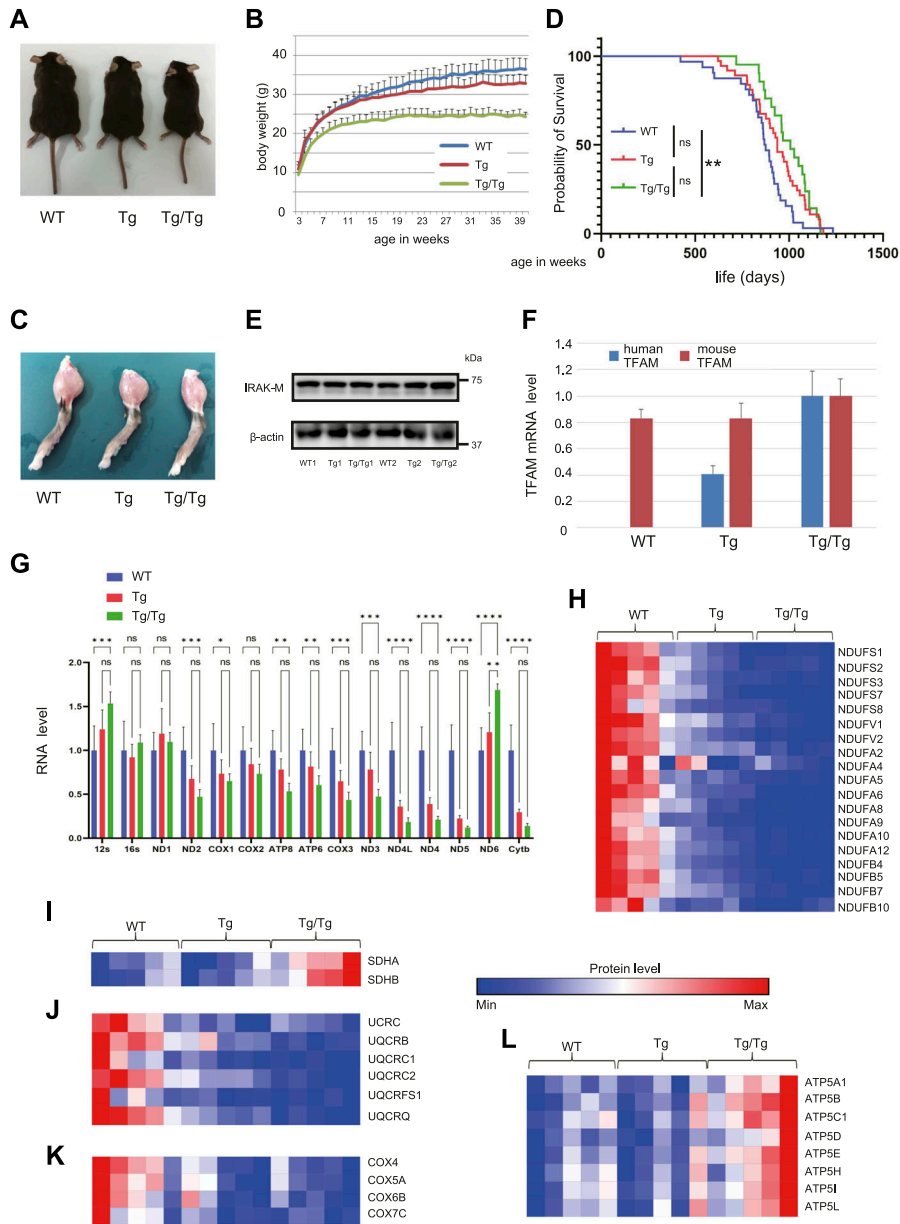 A
WT
Tg
Tg/Tg
B
body weight (g)
40
30
20
10
0
3
7
11
15
19
23
27
31
35
39
age in weeks
WT
Tg
Tg/Tg
D
Probability of Survival
100
50
0
0
500
1000
1500
WT
Tg
Tg/Tg
ns
ns
**
age in weeks
life (days)
C
WT
Tg
Tg/Tg
E
kDa
IRAK-M
75
β-actin
37
WT1
Tg1
Tg/Tg1
WT2
Tg2
Tg/Tg2
F
TFAM mRNA level
1.4
1.2
1.0
0.8
0.6
0.4
0.2
0
human
TFAM
mouse
TFAM
WT
Tg
Tg/Tg
G
WT
Tg
Tg/Tg
RNA level
2.0
1.5
1.0
0.5
0.0
*** ns ns *** * ns ** ** *** *** **** **** **** **** ****
ns ns ns ns ns ns ns ns ns ns ns ns ns ** ns
12s 16s ND1 ND2 COX1 COX2 ATP8 ATP6 COX3 ND3 ND4L ND4 ND5 ND6 Cytb
H
WT
Tg
Tg/Tg
NDUFS1
NDUFS2
NDUFS3
NDUFS7
NDUFS8
NDUFV1
NDUFV2
NDUFA2
NDUFA4
NDUFA5
NDUFA6
NDUFA8
NDUFA9
NDUFA10
NDUFA12
NDUFB4
NDUFB5
NDUFB7
NDUFB10
I
WT
Tg
Tg/Tg
SDHA
SDHB
Protein level
Min
Max
J
UCRC
UQCRB
UQCRC1
UQCRC2
UQCRFS1
UQCRQ
K
COX4
COX5A
COX6B
COX7C
L
WT
Tg
Tg/Tg
ATP5A1
ATP5B
ATP5C1
ATP5D
ATP5E
ATP5H
ATP5I
ATP5L